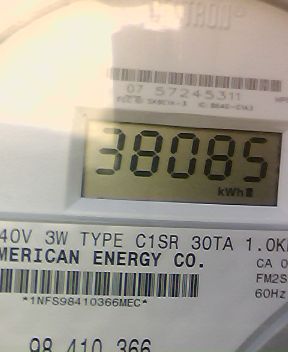 TRON
07 57245311
38085
kWh
40V 3W TYPE C1SR 30TA 1.0K
MERICAN ENERGY CO.
CA 0
FM2S
*1NFS98410366MEC*
60Hz
98 410 366